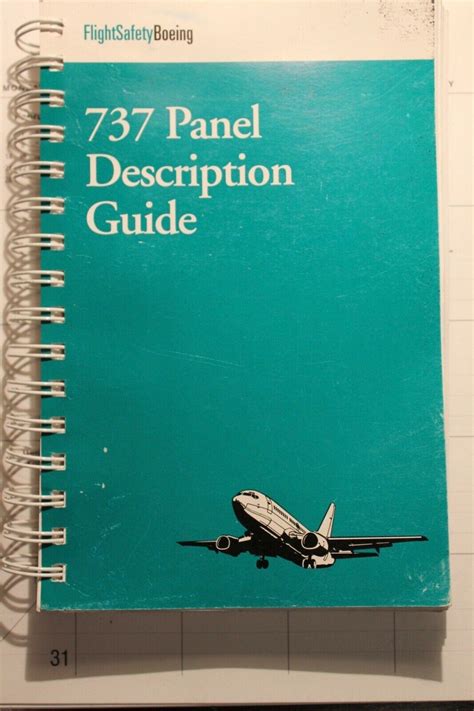 FlightSafetyBoeing
737 Panel
Description
Guide
31